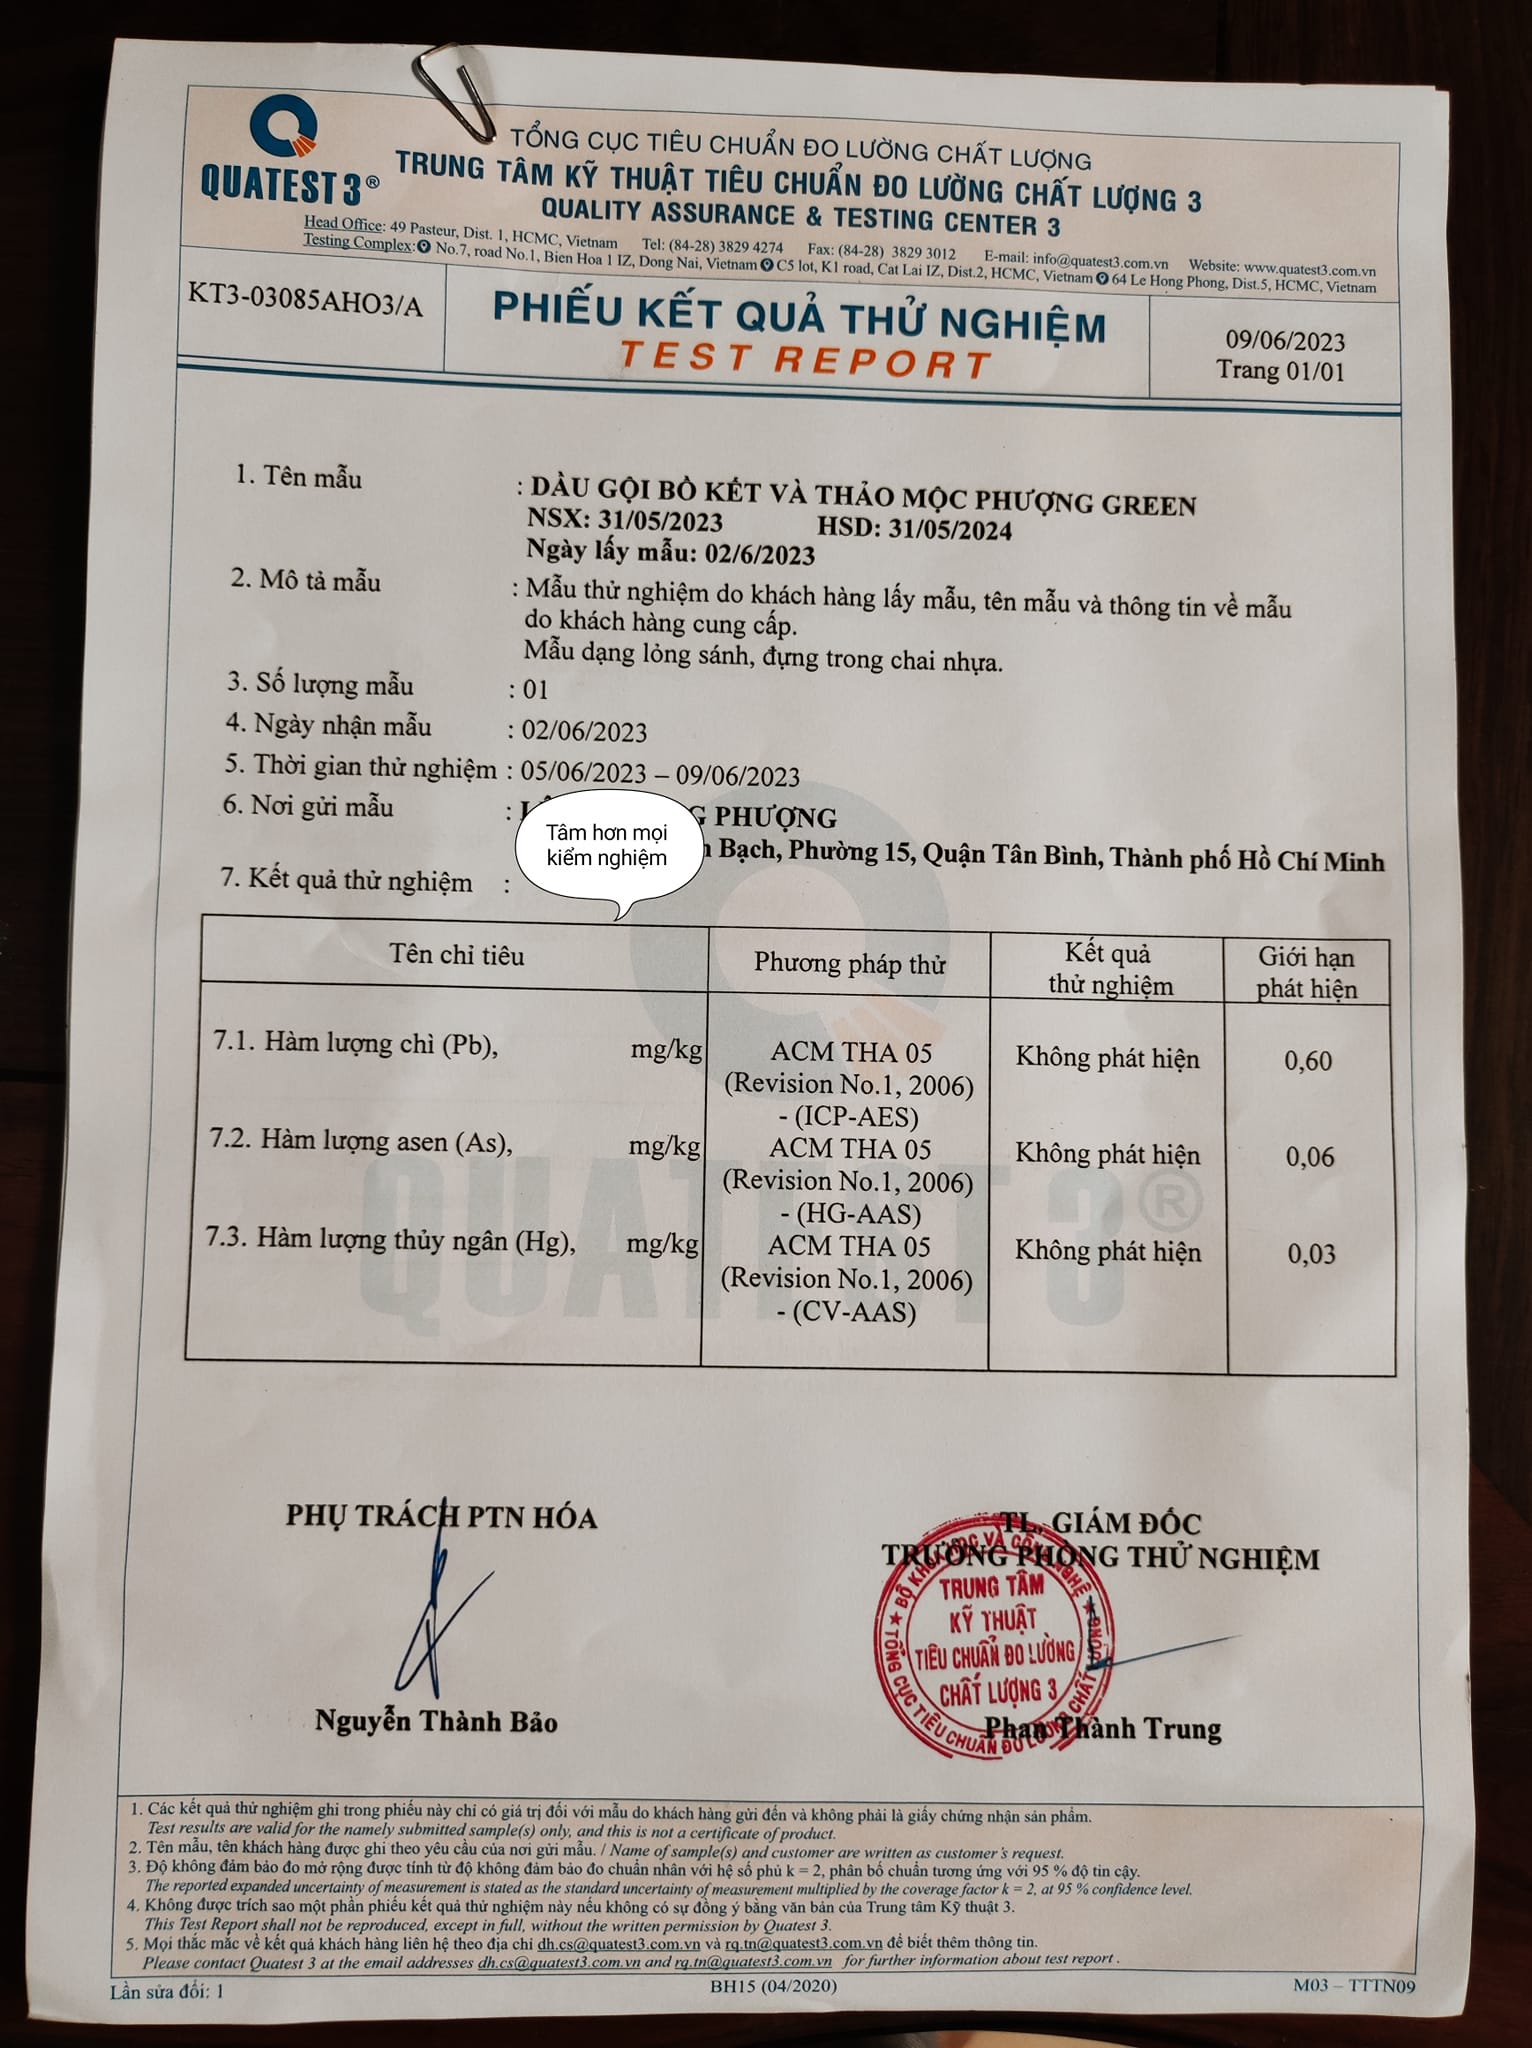 QUATEST 3®
TỔNG CỤC TIÊU CHUẨN ĐO LƯỜNG CHẤT LƯỢNG
TRUNG TÂM KỸ THUẬT TIÊU CHUẨN ĐO LƯỜNG CHẤT LƯỢNG 3
QUALITY ASSURANCE & TESTING CENTER 3
Head Office: 49 Pasteur, Dist. 1, HCMC, Vietnam Tel: (84-28) 3829 4274 Fax: (84-28) 3829 3012 E-mail: info@quatest3.com.vn Website: www.quatest3.com.vn
Testing Complex: No.7, road No.1, Bien Hoa 1 IZ, Dong Nai, Vietnam C5 lot, K1 road, Cat Lai IZ, Dist.2, HCMC, Vietnam 64 Le Hong Phong, Dist.5, HCMC, Vietnam
KT3-03085AHO3/A
PHIẾU KẾT QUẢ THỬ NGHIỆM
TEST REPORT
09/06/2023
Trang 01/01
1. Tên mẫu : DẦU GỘI BỒ KẾT VÀ THẢO MỘC PHƯỢNG GREEN
NSX: 31/05/2023 HSD: 31/05/2024
Ngày lấy mẫu: 02/6/2023
2. Mô tả mẫu : Mẫu thử nghiệm do khách hàng lấy mẫu, tên mẫu và thông tin về mẫu
do khách hàng cung cấp.
Mẫu dạng lỏng sánh, đựng trong chai nhựa.
3. Số lượng mẫu : 01
4. Ngày nhận mẫu : 02/06/2023
5. Thời gian thử nghiệm : 05/06/2023 – 09/06/2023
6. Nơi gửi mẫu : PHƯỢNG
Bạch, Phường 15, Quận Tân Bình, Thành phố Hồ Chí Minh
Tâm hơn mọi
kiểm nghiệm
7. Kết quả thử nghiệm :
Tên chỉ tiêu Phương pháp thử Kết quả thử nghiệm Giới hạn phát hiện
7.1. Hàm lượng chì (Pb), mg/kg ACM THA 05 Không phát hiện 0,60
(Revision No.1, 2006)
- (ICP-AES)
7.2. Hàm lượng asen (As), mg/kg ACM THA 05 Không phát hiện 0,06
(Revision No.1, 2006)
- (HG-AAS)
7.3. Hàm lượng thủy ngân (Hg), mg/kg ACM THA 05 Không phát hiện 0,03
(Revision No.1, 2006)
- (CV-AAS)
QUATEST 3®
PHỤ TRÁCH PTN HÓA
Nguyễn Thành Bảo
TL. GIÁM ĐỐC
TRƯỞNG PHÒNG THỬ NGHIỆM
BỘ KHOA HỌC VÀ CÔNG NGHỆ
TRUNG TÂM
KỸ THUẬT
TIÊU CHUẨN ĐO LƯỜNG
CHẤT LƯỢNG 3
TỔNG CỤC TIÊU CHUẨN ĐO LƯỜNG CHẤT LƯỢNG
Phan Thành Trung
1. Các kết quả thử nghiệm ghi trong phiếu này chỉ có giá trị đối với mẫu do khách hàng gửi đến và không phải là giấy chứng nhận sản phẩm.
Test results are valid for the namely submitted sample(s) only, and this is not a certificate of product.
2. Tên mẫu, tên khách hàng được ghi theo yêu cầu của nơi gửi mẫu. / Name of sample(s) and customer are written as customer's request.
3. Độ không đảm bảo đo mở rộng được tính từ độ không đảm bảo đo chuẩn nhân với hệ số phủ k = 2, phân bố chuẩn tương ứng với 95 % độ tin cậy.
The reported expanded uncertainty of measurement is stated as the standard uncertainty of measurement multiplied by the coverage factor k = 2, at 95 % confidence level.
4. Không được trích sao một phần phiếu kết quả thử nghiệm này nếu không có sự đồng ý bằng văn bản của Trung tâm Kỹ thuật 3.
This Test Report shall not be reproduced, except in full, without the written permission by Quatest 3.
5. Mọi thắc mắc về kết quả khách hàng liên hệ theo địa chỉ dh.cs@quatest3.com.vn và rq.tn@quatest3.com.vn để biết thêm thông tin.
Please contact Quatest 3 at the email addresses dh.cs@quatest3.com.vn and rq.tn@quatest3.com.vn for further information about test report .
Lần sửa đổi: 1 BH15 (04/2020) M03 – TTTN09